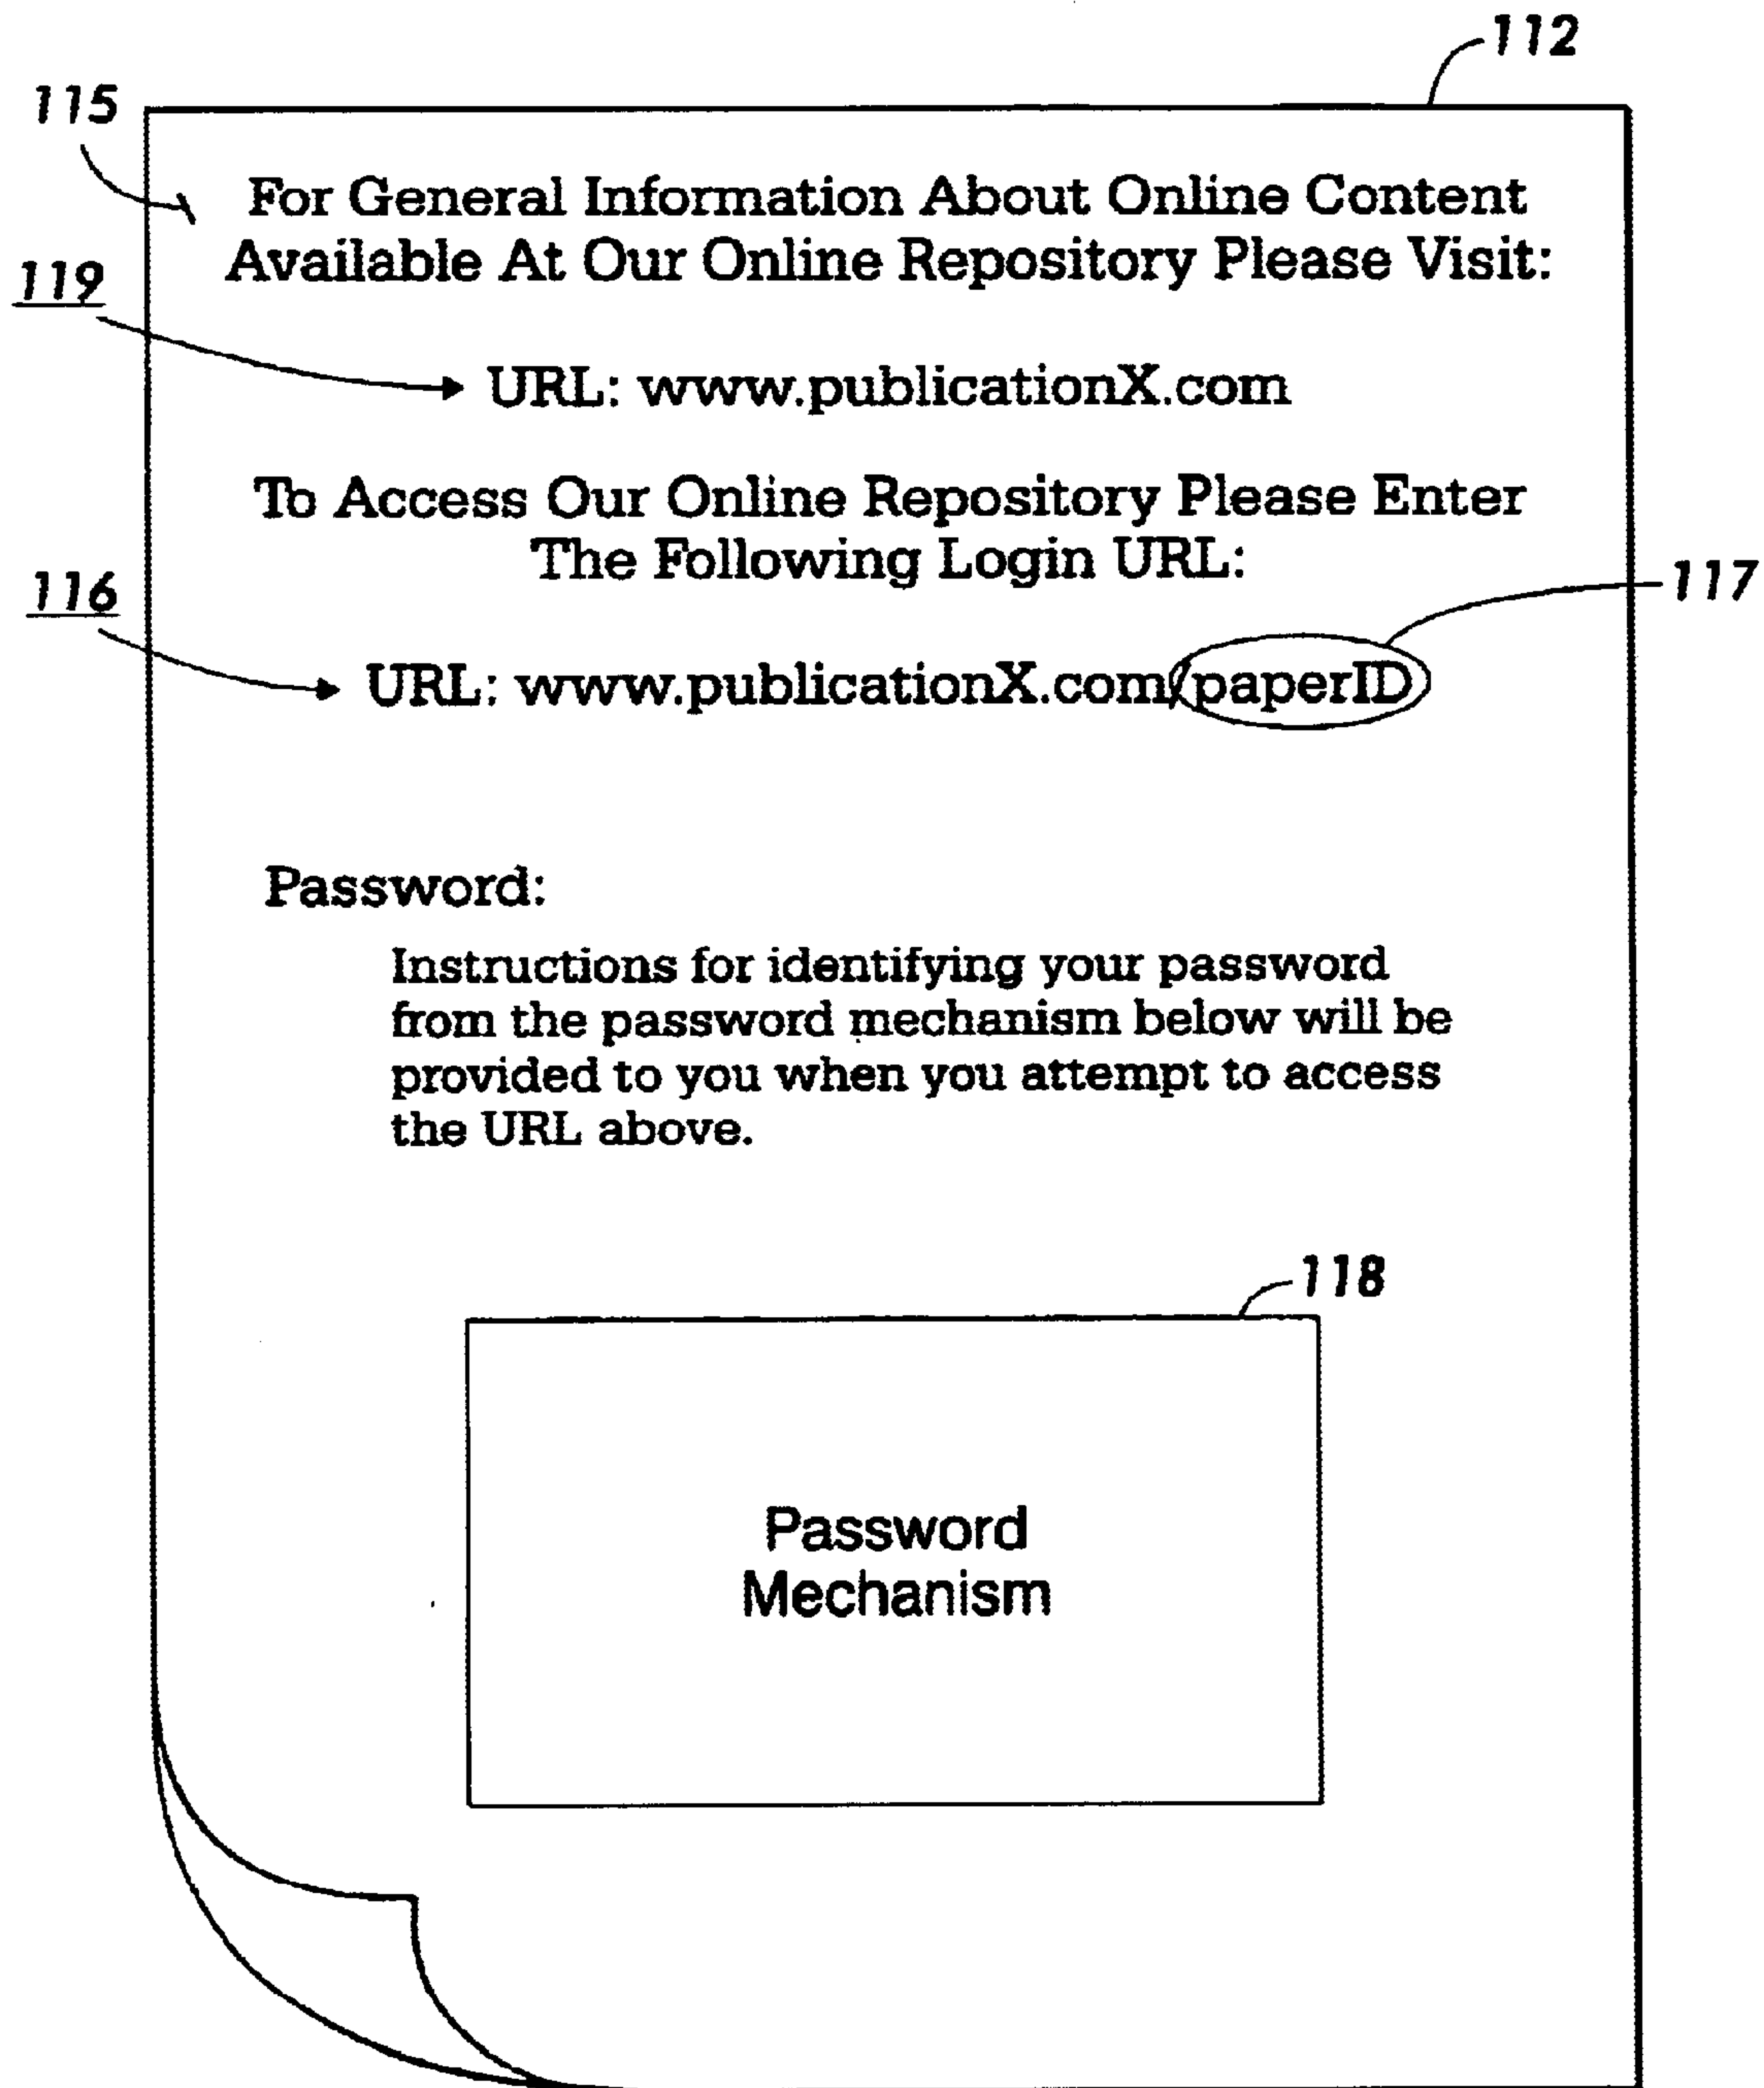 112
115
For General Information About Online Content
Available At Our Online Repository Please Visit:
119
URL: www.publicationX.com
To Access Our Online Repository Please Enter
The Following Login URL:
117
116
URL: www.publicationX.com/paperID
Password:
Instructions for identifying your password
from the password mechanism below will be
provided to you when you attempt to access
the URL above.
118
Password
Mechanism